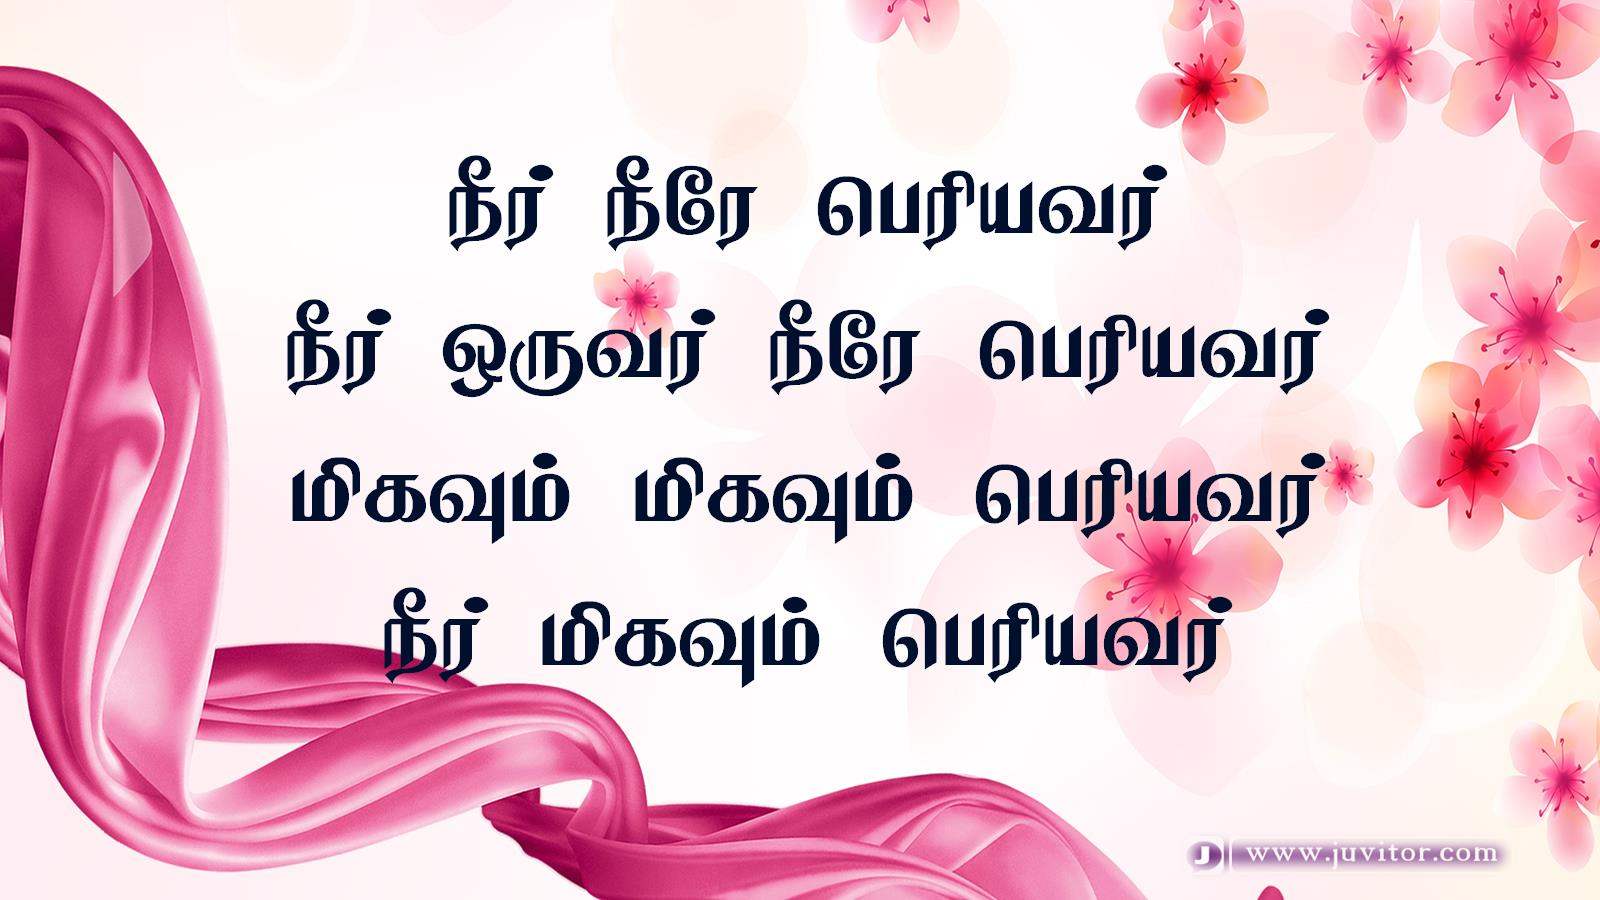 நீர் நீரே பெரியவர்
நீர் ஒருவர் நீரே பெரியவர்
மிகவும் மிகவும் பெரியவர்
நீர் மிகவும் பெரியவர்
J www.juvitor.com